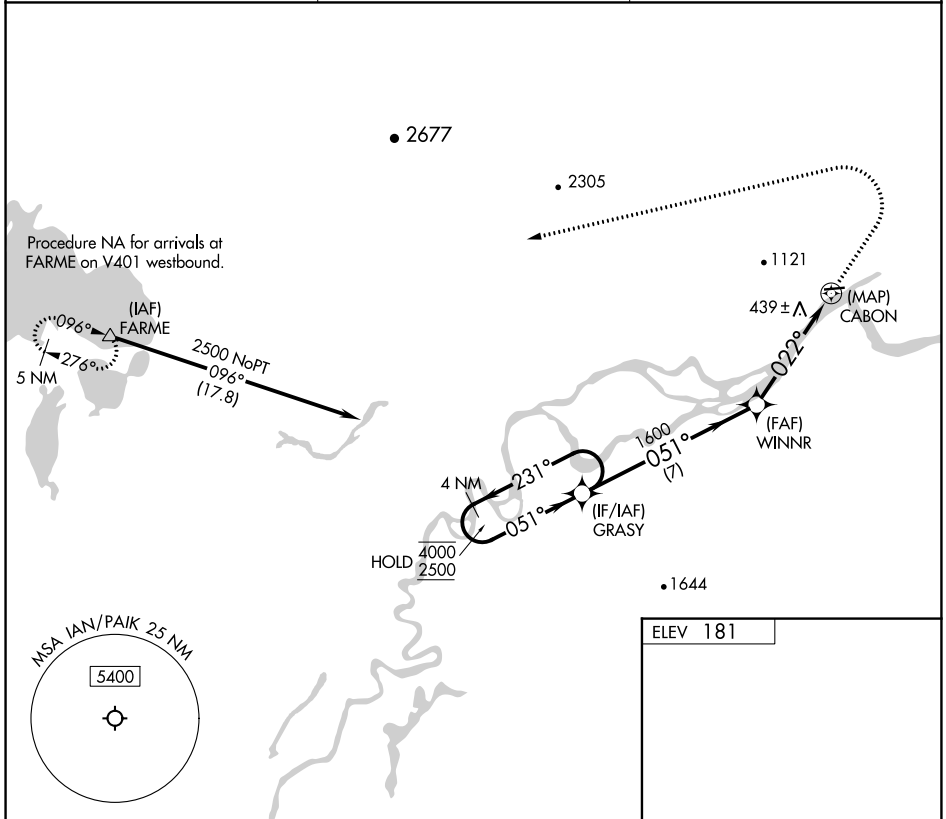 2677
2305
Procedure NA for arrivals at
FARME on V401 westbound.
1121
(IAF)
FARME
096°
276°
5 NM
2500 NoPT
096°
(17.8)
439 ±
(MAP)
CABON
022°
(FAF)
WINNR
1600
051°
(7)
4 NM
231°
051°
(IF/IAF)
GRASY
HOLD 4000
2500
1644
MSA IAN/PAIK 25 NM
5400
ELEV 181